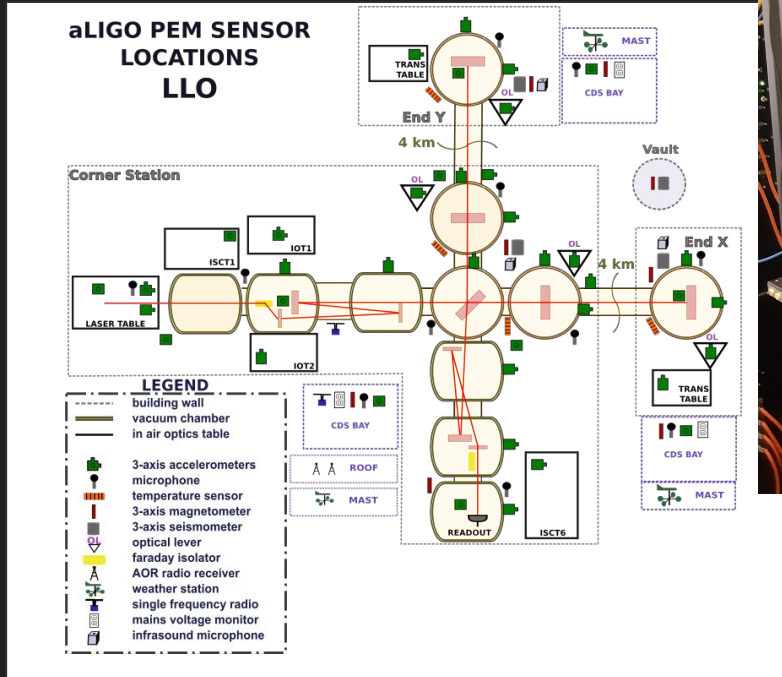 aLIGO PEM SENSOR
LOCATIONS
LLO
TRANS
TABLE
OL
End Y
MAST
CDS BAY
4 km
Vault
Corner Station
OL
ISCT1
IOT1
OL
4 km
End X
LASER TABLE
IOT2
OL
TRANS
TABLE
CDS BAY
ROOF
MAST
CDS BAY
MAST
READOUT
ISCT6
LEGEND
building wall
vacuum chamber
in air optics table
3-axis accelerometers
microphone
temperature sensor
3-axis magnetometer
3-axis seismometer
OL
optical lever
faraday isolator
AOR radio receiver
weather station
single frequency radio
mains voltage monitor
infrasound microphone